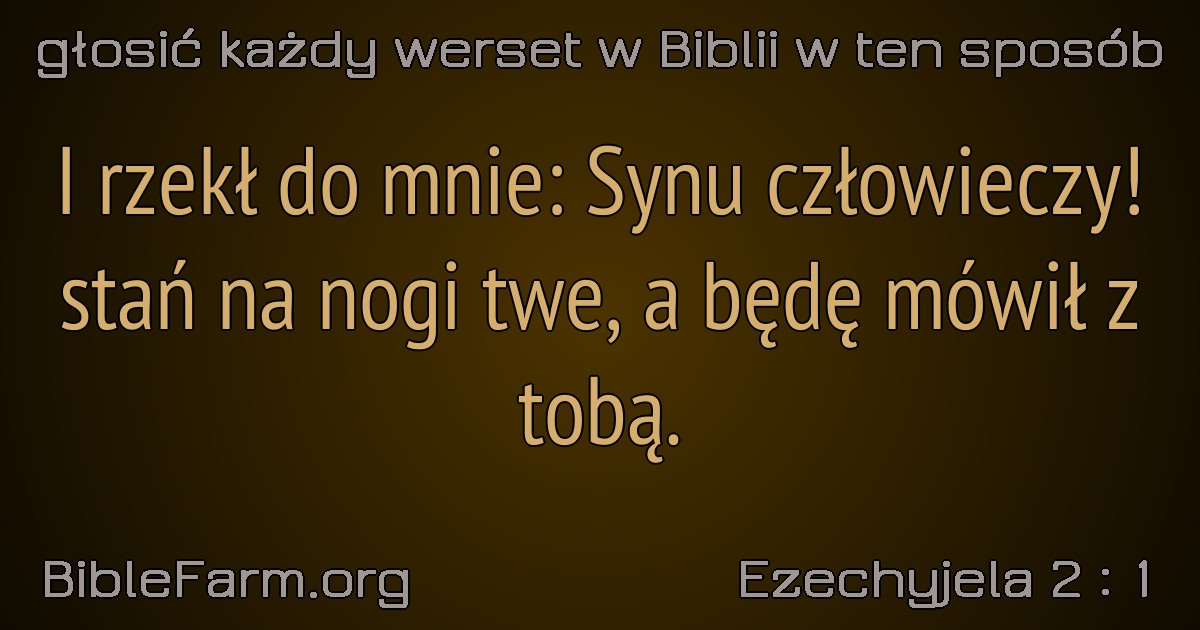 głosić każdy werset w Biblii w ten sposób
I rzekł do mnie: Synu człowieczy!
stań na nogi twe, a będę mówił z
tobą.
BibleFarm.org
Ezechyjela 2 : 1